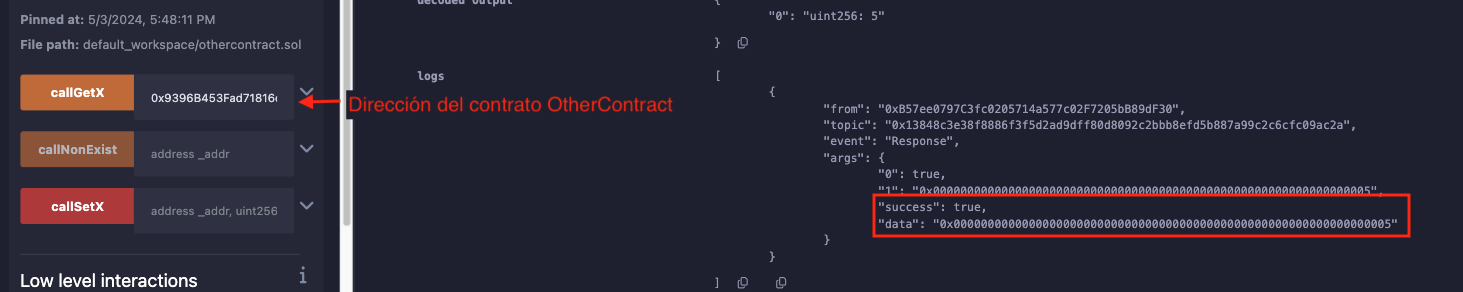 Pinned at: 5/3/2024, 5:48:11 PM
File path: default_workspace/othercontract.sol
callGetX
0x9396B453Fad71816
Dirección del contrato OtherContract
callNonExist
address _addr
callSetX
address _addr, uint256
Low level interactions
i
decoded output
{
"0": "uint256: 5"
}
logs
[
{
"from": "0xB57ee0797C3fc0205714a577c02F7205bB89dF30",
"topic": "0x13848c3e38f8886f3f5d2ad9dff80d8092c2bbb8efd5b887a99c2c6cfc09ac2a",
"event": "Response",
"args": {
"0": true,
"1": "0x0000000000000000000000000000000000000000000000000000000000000005",
"success": true,
"data": "0x0000000000000000000000000000000000000000000000000000000000000005"
}
}
]